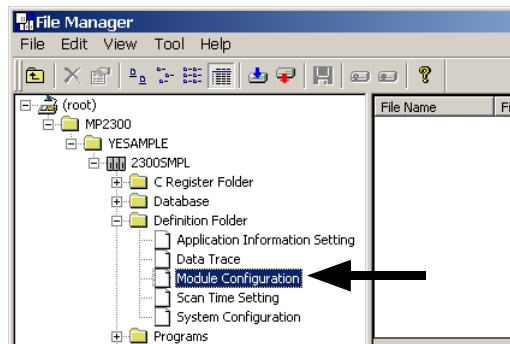 File Manager
File Edit View Tool Help
(root)
File Name Fi
MP2300
YESAMPLE
2300SMPL
C Register Folder
Database
Definition Folder
Application Information Setting
Data Trace
Module Configuration
Scan Time Setting
System Configuration
Programs